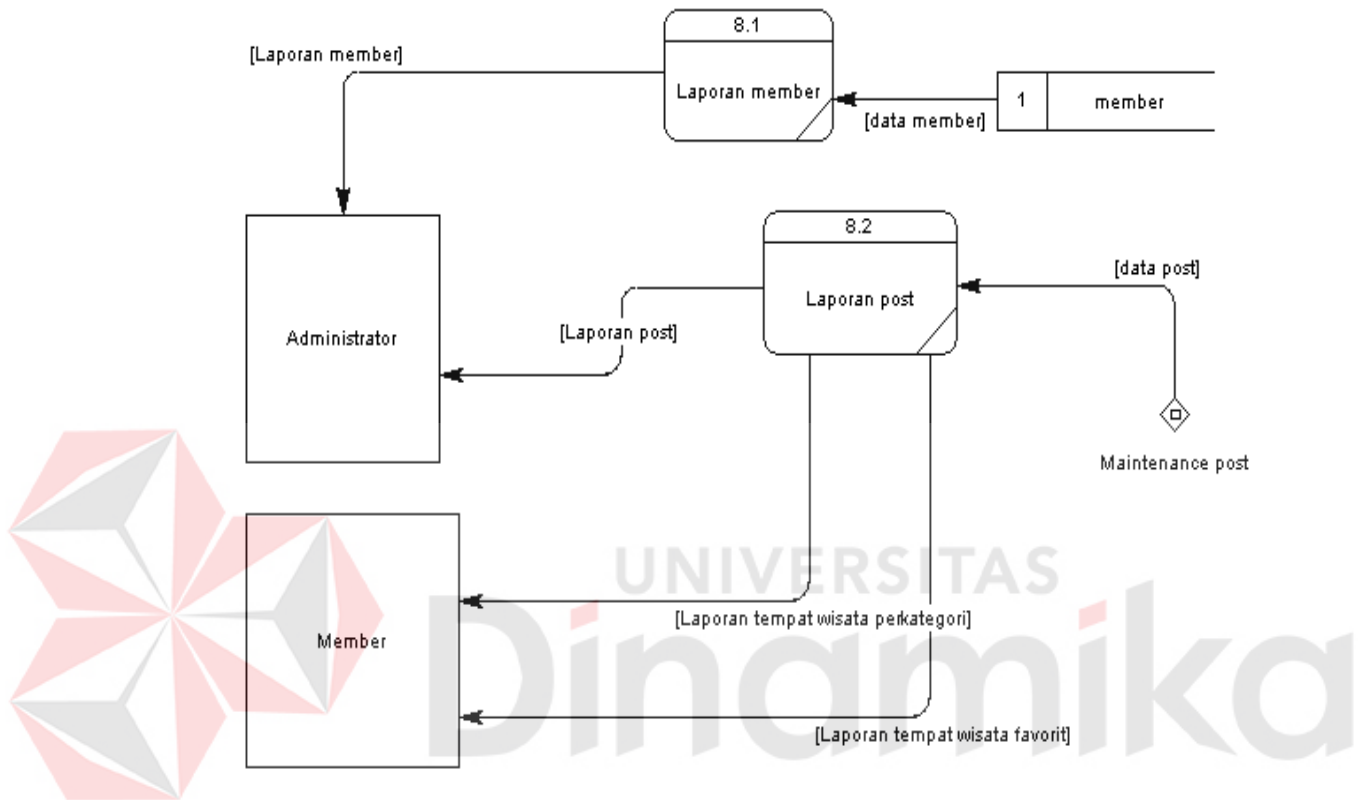 8.1
[Laporan member]
Laporan member
1
member
[data member]
8.2
[data post]
Laporan post
[Laporan post]
Administrator
Maintenance post
UNIVERSITAS
Dinamika
[Laporan tempat wisata perkategori]
Member
[Laporan tempat wisata favorit]